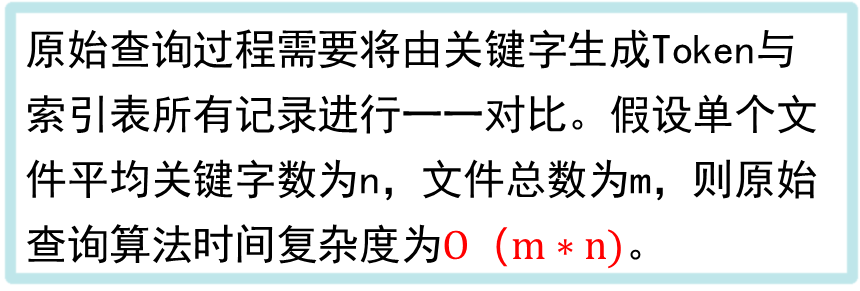 原始查询过程需要将由关键字生成Token与
索引表所有记录进行一一对比。假设单个文
件平均关键字数为n，文件总数为m，则原始
查询算法时间复杂度为O（m∗n)。